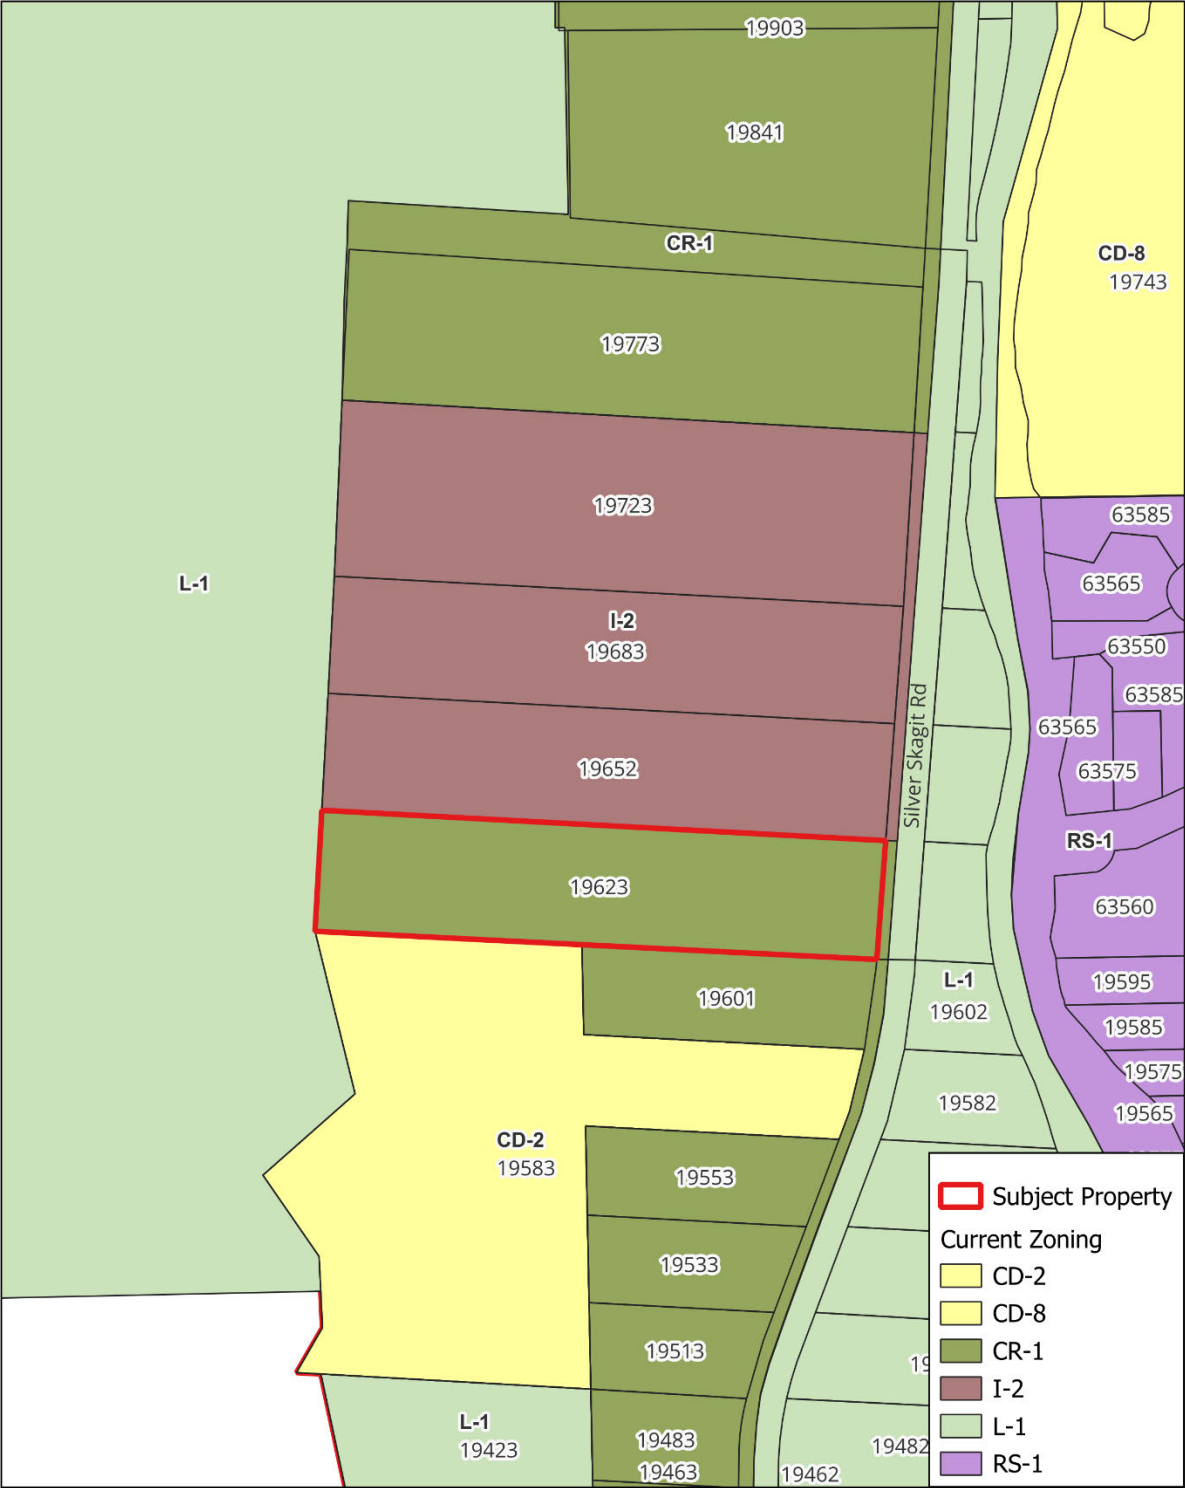 19903
19841
CR-1
CD-8
19743
19773
19723
63585
L-1
63565
I-2
19683
63550
63585
Silver Skagit Rd
63565
19652
63575
RS-1
19623
63560
L-1
19595
19601
19602
19585
19575
19582
19565
CD-2
19583
19553
19533
19513
L-1
19423
19483
19482
19463
19462
Subject Property
Current Zoning
CD-2
CD-8
CR-1
I-2
L-1
RS-1